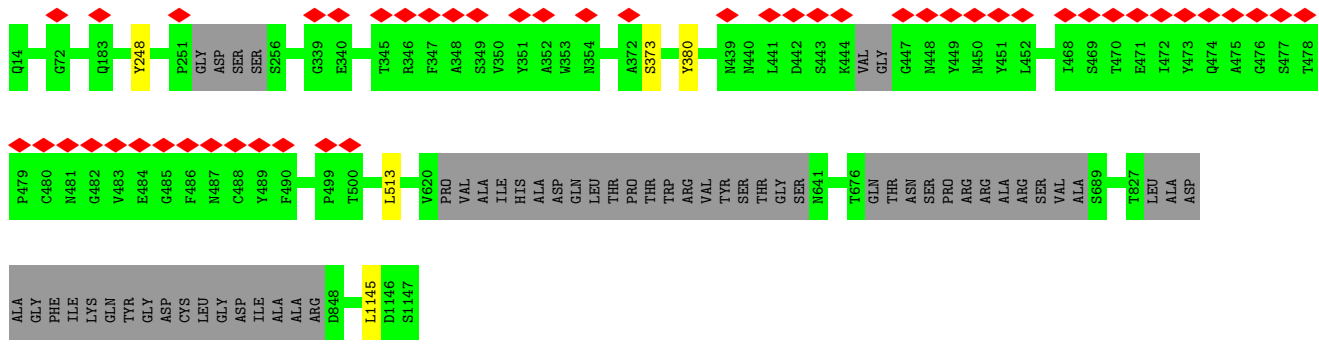 Q14 G72 Q183 Y248 P251 GLY ASP SER SER S256 G339 E340 T345 R346 F347 A348 S349 V350 Y351 A352 W353 N354 A372 S373 Y380 N439 N440 L441 D442 S443 K444 VAL GLY G447 N448 Y449 N450 Y451 L452 I468 S469 T470 E471 I472 Y473 Q474 A475 G476 S477 T478
P479 C480 N481 G482 V483 E484 G485 F486 N487 C488 Y489 F490 P499 T500 L513 V620 PRO VAL ALA ILE HIS ALA ASP GLN LEU THR PRO THR TRP ARG VAL TYR SER THR GLY SER N641 T676 GLN THR ASN SER PRO ARG ARG ALA ARG SER VAL ALA S689 T827 LEU ALA ASP
ALA GLY PHE ILE LYS GLN TYR GLY ASP CYS LEU GLY ASP ILE ALA ALA ARG D848 L1145 D1146 S1147